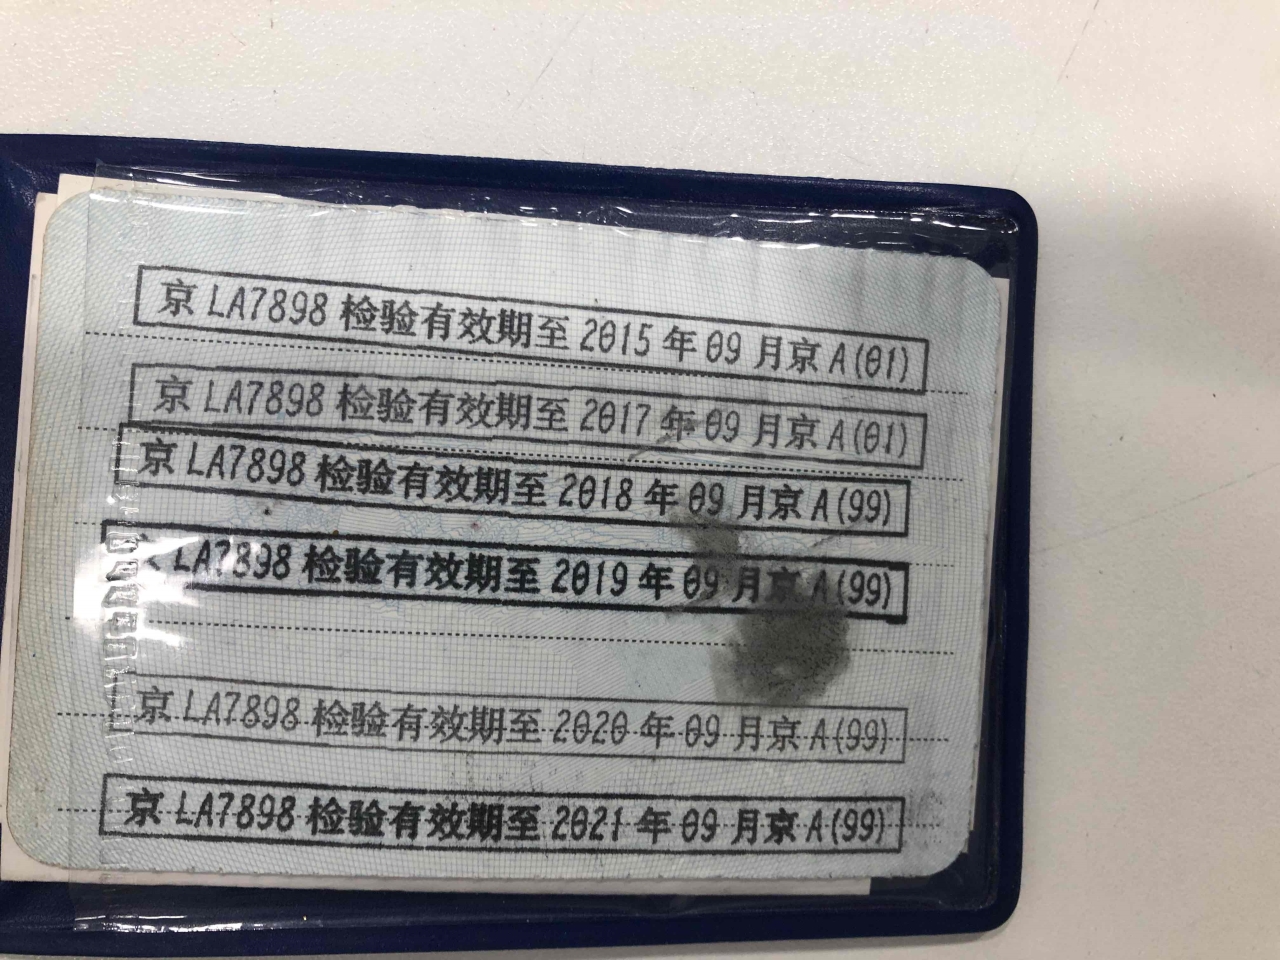 京 LA7898 检验有效期至 2015 年 09 月京 A(01)
京 LA7898 检验有效期至 2017 年 09 月京 A(01)
京 LA7898 检验有效期至 2018 年 09 月京 A(99)
LA7898 检验有效期至 2019 年 09 月京 A(99)
京 LA7898 检验有效期至 2020 年 09 月京 A(99)
京 LA7898 检验有效期至 2021 年 09 月京 A(99)